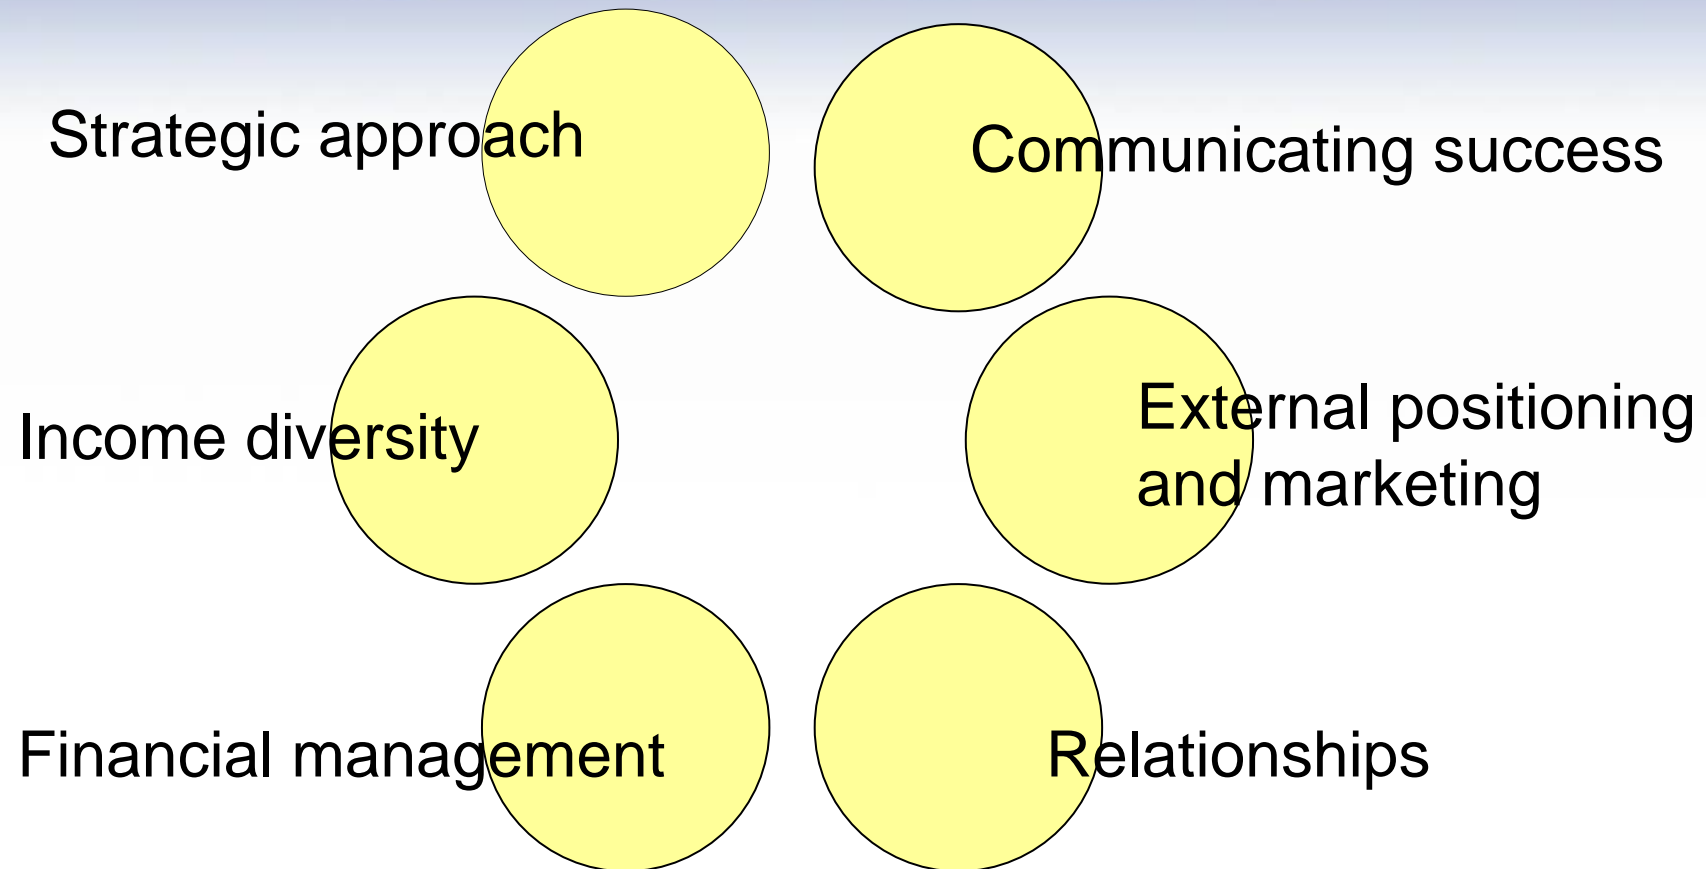 Strategic approach
Communicating success
Income diversity
External positioning
and marketing
Financial management
Relationships